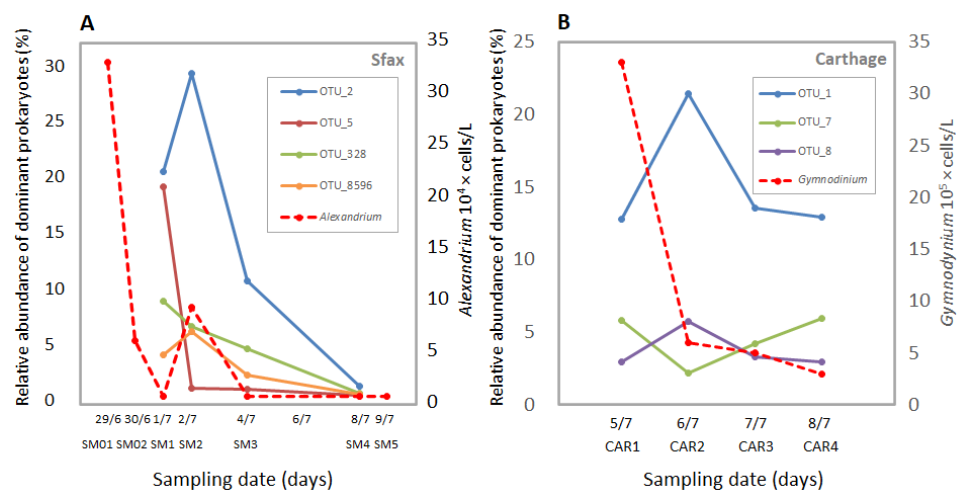 A
Sfax
Relative abundance of dominant prokaryotes (%)
30
25
20
15
10
5
0
OTU_2
OTU_5
OTU_328
OTU_8596
Alexandrium
35
30
25
20
15
10
5
0
Alexandrium 10⁴ × cells/L
29/6 30/6 1/7 2/7 4/7 6/7 8/7 9/7
SM01 SM02 SM1 SM2 SM3 SM4 SM5
Sampling date (days)
B
Carthage
Relative abundance of dominant prokaryotes (%)
25
20
15
10
5
0
OTU_1
OTU_7
OTU_8
Gymnodinium
35
30
25
20
15
10
5
0
Gymnodynium 10⁵ × cells/L
5/7 6/7 7/7 8/7
CAR1 CAR2 CAR3 CAR4
Sampling date (days)